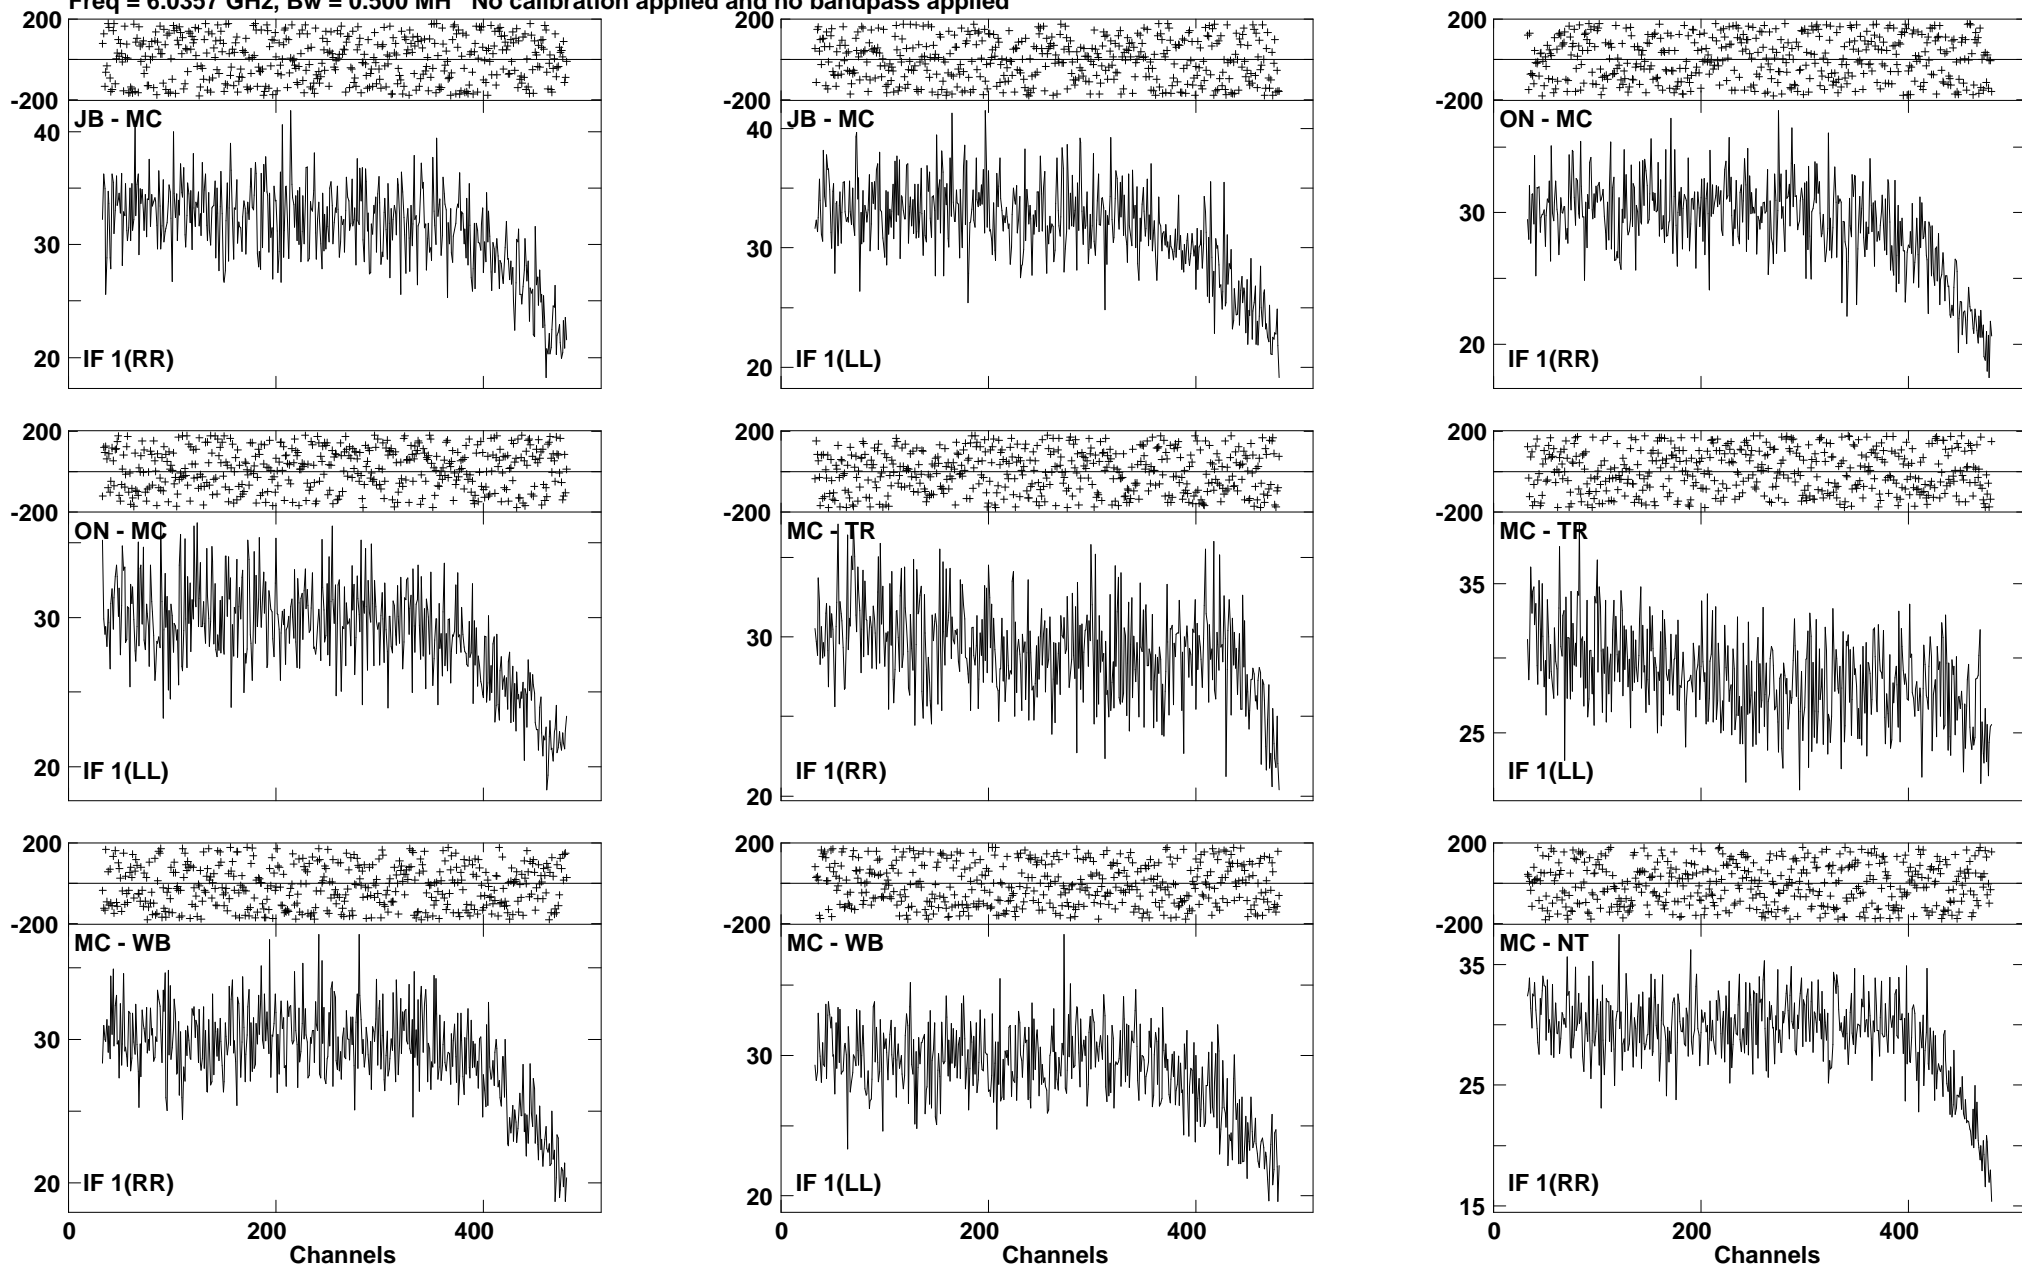 Freq = 6.0357 GHz, Bw = 0.500 MH No calibration applied and no bandpass applied
200
-200
JB - MC
40
30
20
IF 1(RR)
200
-200
JB - MC
40
30
20
IF 1(LL)
200
-200
ON - MC
30
20
IF 1(RR)
200
-200
ON - MC
30
20
IF 1(LL)
200
-200
MC - TR
30
20
IF 1(RR)
200
-200
MC - TR
35
25
IF 1(LL)
200
-200
MC - WB
30
20
IF 1(RR)
0 200 400
Channels
200
-200
MC - WB
30
20
IF 1(LL)
0 200 400
Channels
200
-200
MC - NT
35
25
15
IF 1(RR)
0 200 400
Channels